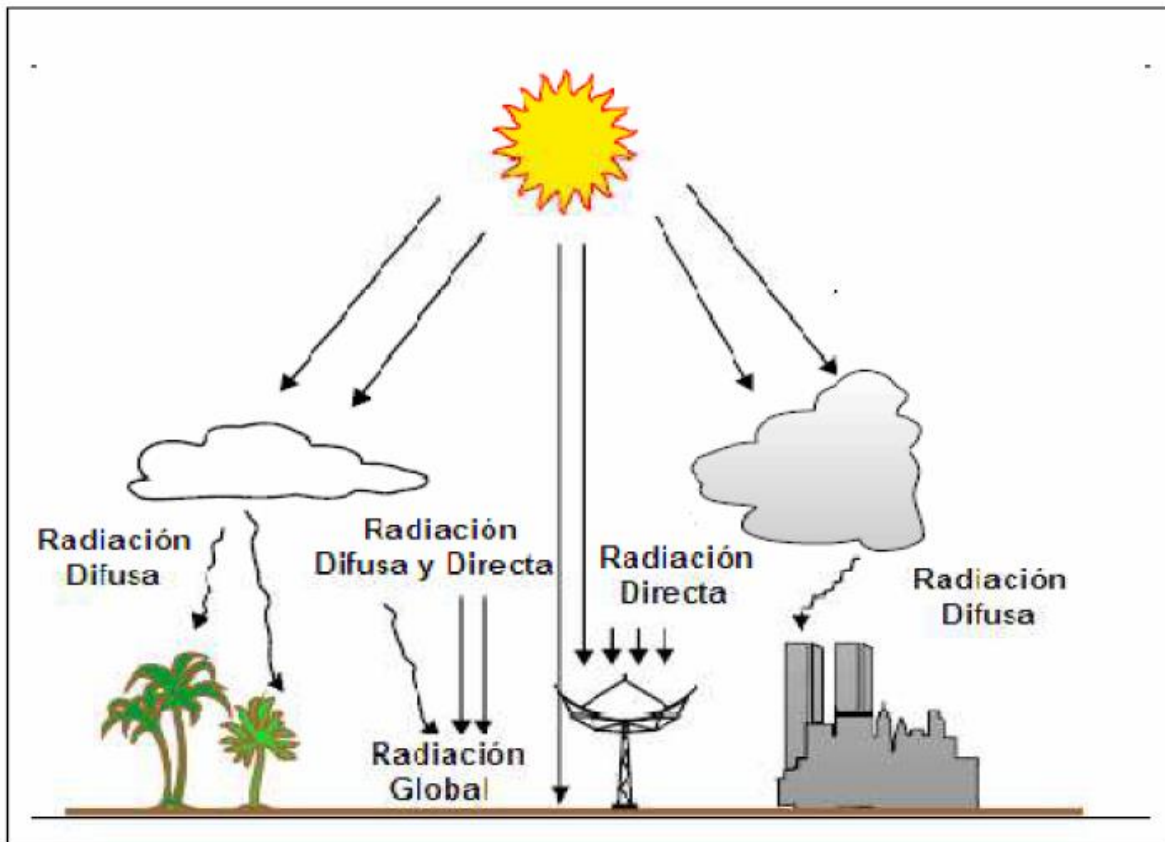 Radiación
Difusa
Radiación
Difusa y Directa
Radiación
Directa
Radiación
Difusa
Radiación
Global